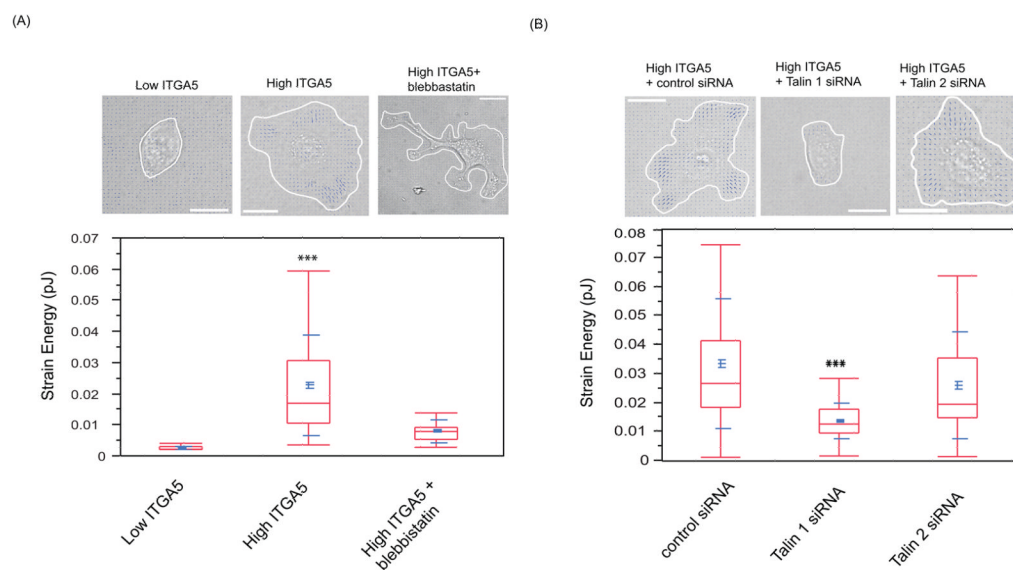 (A)
Low ITGA5
High ITGA5
High ITGA5+
blebbastatin
Strain Energy (pJ)
0.07
0.06
0.05
0.04
0.03
0.02
0.01
0
***
Low ITGA5
High ITGA5
High ITGA5 +
blebbistatin
(B)
High ITGA5
+ control siRNA
High ITGA5
+ Talin 1 siRNA
High ITGA5
+ Talin 2 siRNA
Strain Energy (pJ)
0.08
0.07
0.06
0.05
0.04
0.03
0.02
0.01
0
***
control siRNA
Talin 1 siRNA
Talin 2 siRNA